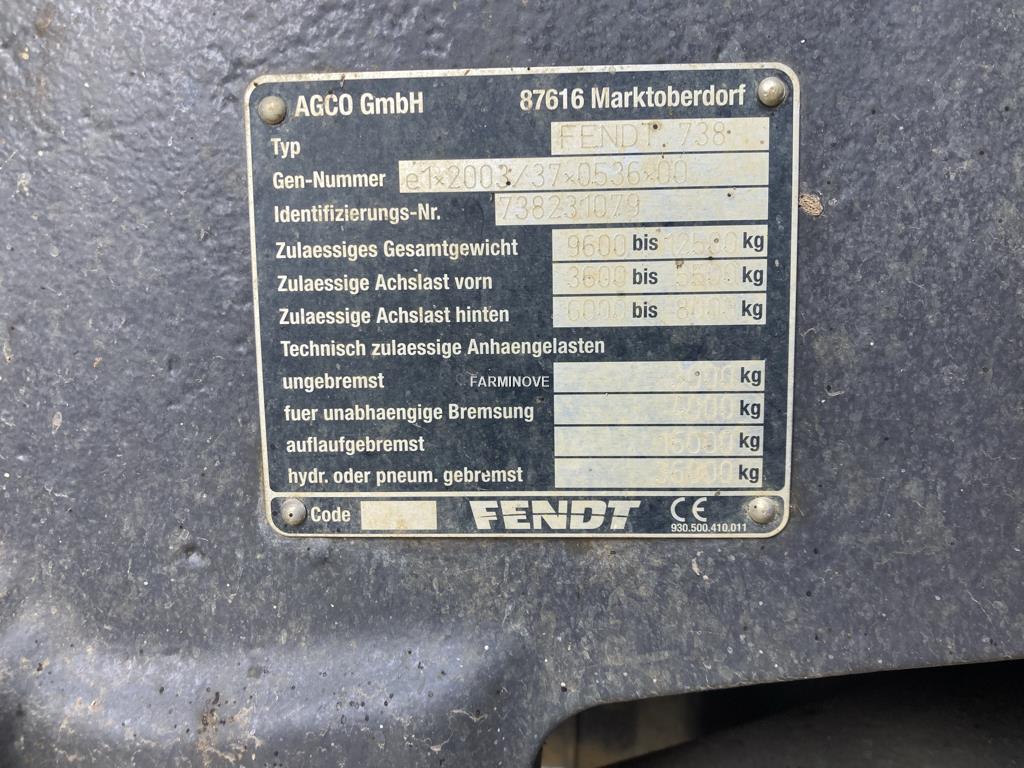 AGCO GmbH 87616 Marktoberdorf
Typ FENDT 738
Gen-Nummer e1*2003/37*0536*00
Identifizierungs-Nr. 738231079
Zulaessiges Gesamtgewicht 9600 bis 12500 kg
Zulaessige Achslast vorn 3600 bis kg
Zulaessige Achslast hinten 6000 bis kg
Technisch zulaessige Anhaengelasten
ungebremst kg
fuer unabhaengige Bremsung kg
auflaufgebremst kg
hydr. oder pneum. gebremst kg
Code FENDT CE
930.500.410.011
FARMINOVE